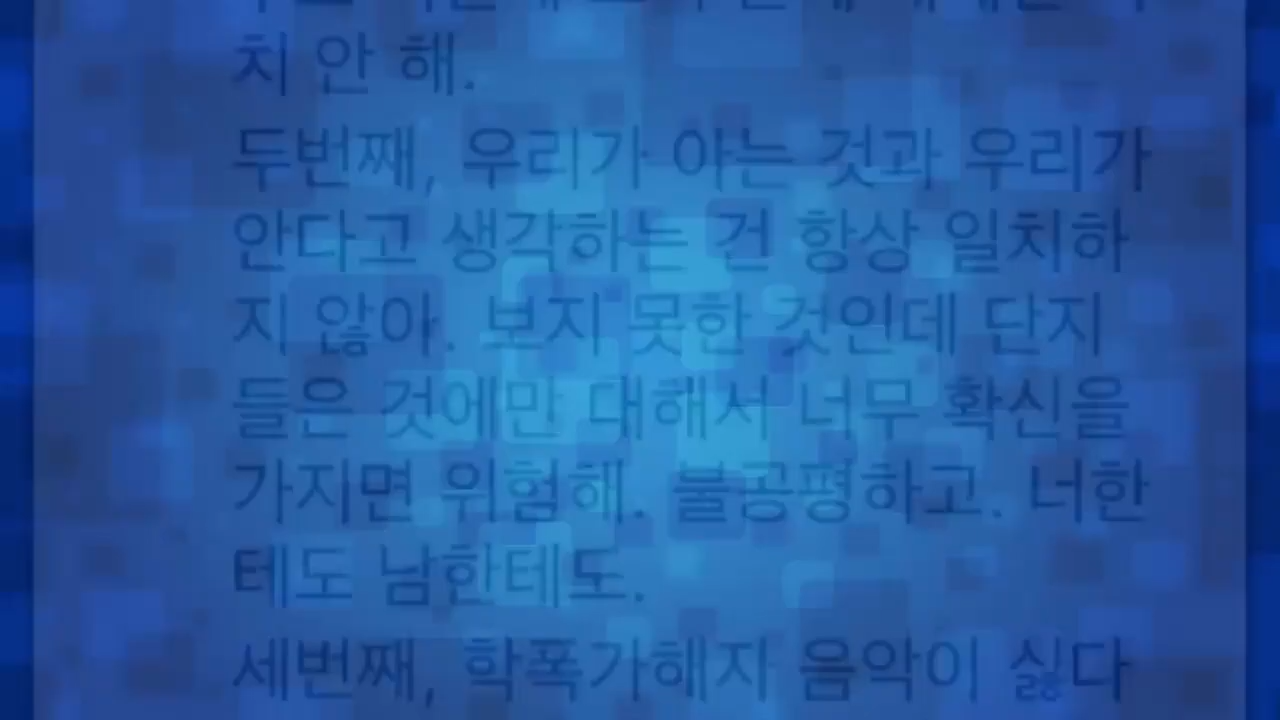 치 안 해.
두번째, 우리가 아는 것과 우리가
안다고 생각하는 건 항상 일치하
지 않아. 보지 못한 것인데 단지
들은 것에만 대해서 너무 확신을
가지면 위험해. 불공평하고. 너한
테도 남한테도.
세번째, 학폭가해자 음악이 싫다